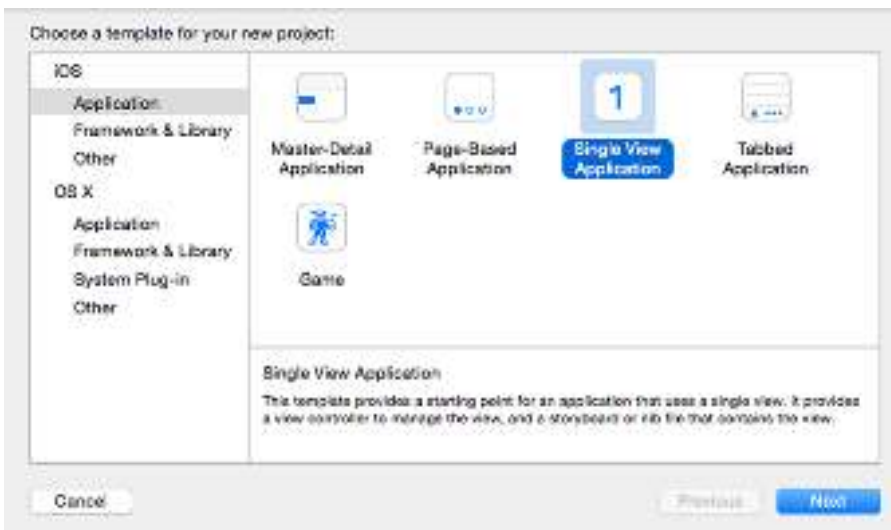 Choose a template for your new project:
iOS
Application
Framework & Library
Other
OS X
Application
Framework & Library
System Plug-in
Other
Master-Detail
Application
Page-Based
Application
1
Single View
Application
Tabbed
Application
Game
Single View Application
This template provides a starting point for an application that uses a single view. It provides
a view controller to manage the view, and a storyboard or nib file that contains the view.
Cancel
Previous
Next